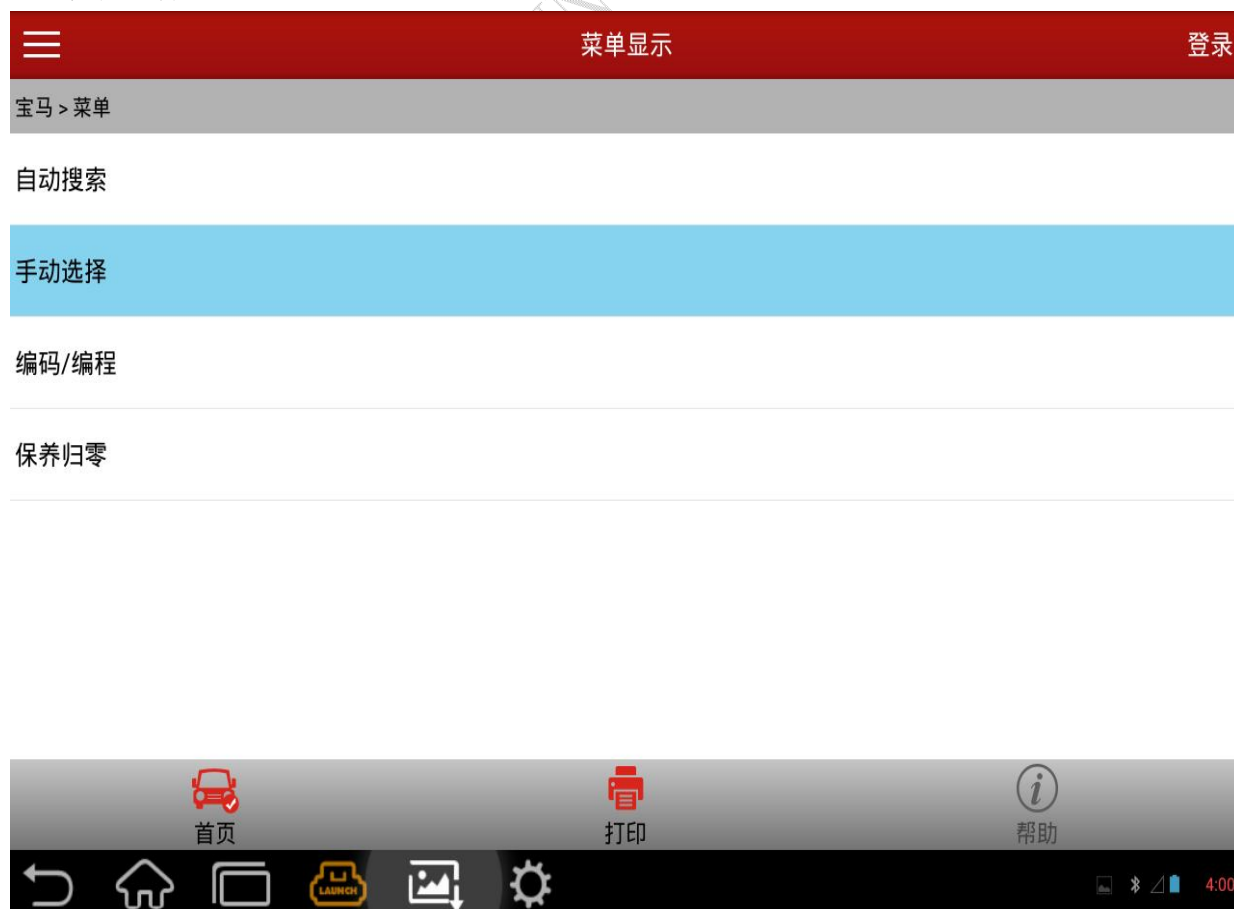 菜单显示
登录
宝马 > 菜单
自动搜索
手动选择
编码/编程
保养归零
首页
打印
帮助
LAUNCH
4:00